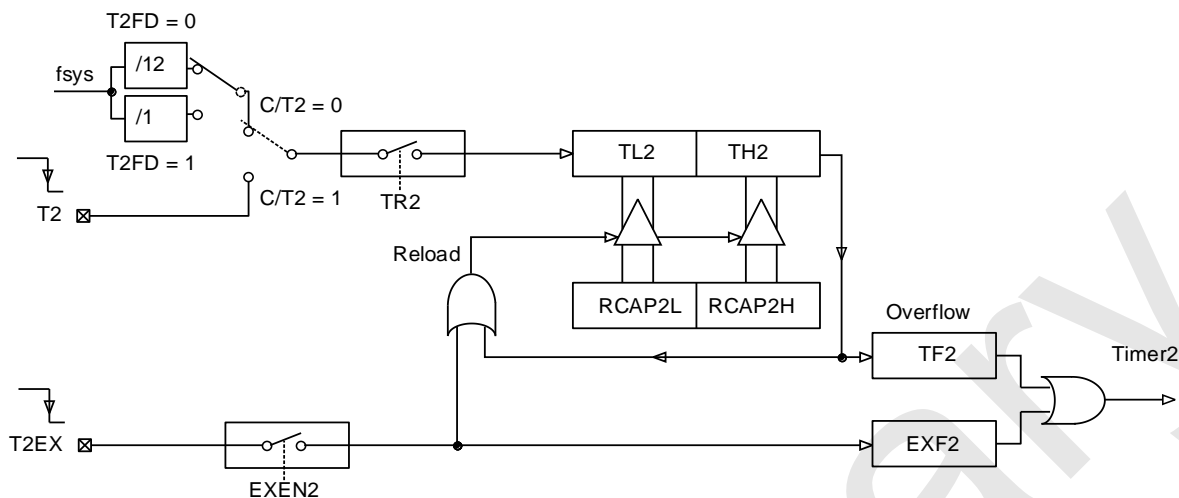 T2FD = 0
/12
fsys
/1
C/T2 = 0
T2FD = 1
T2
C/T2 = 1
TR2
TL2
TH2
Reload
RCAP2L
RCAP2H
Overflow
TF2
Timer2
T2EX
EXEN2
EXF2